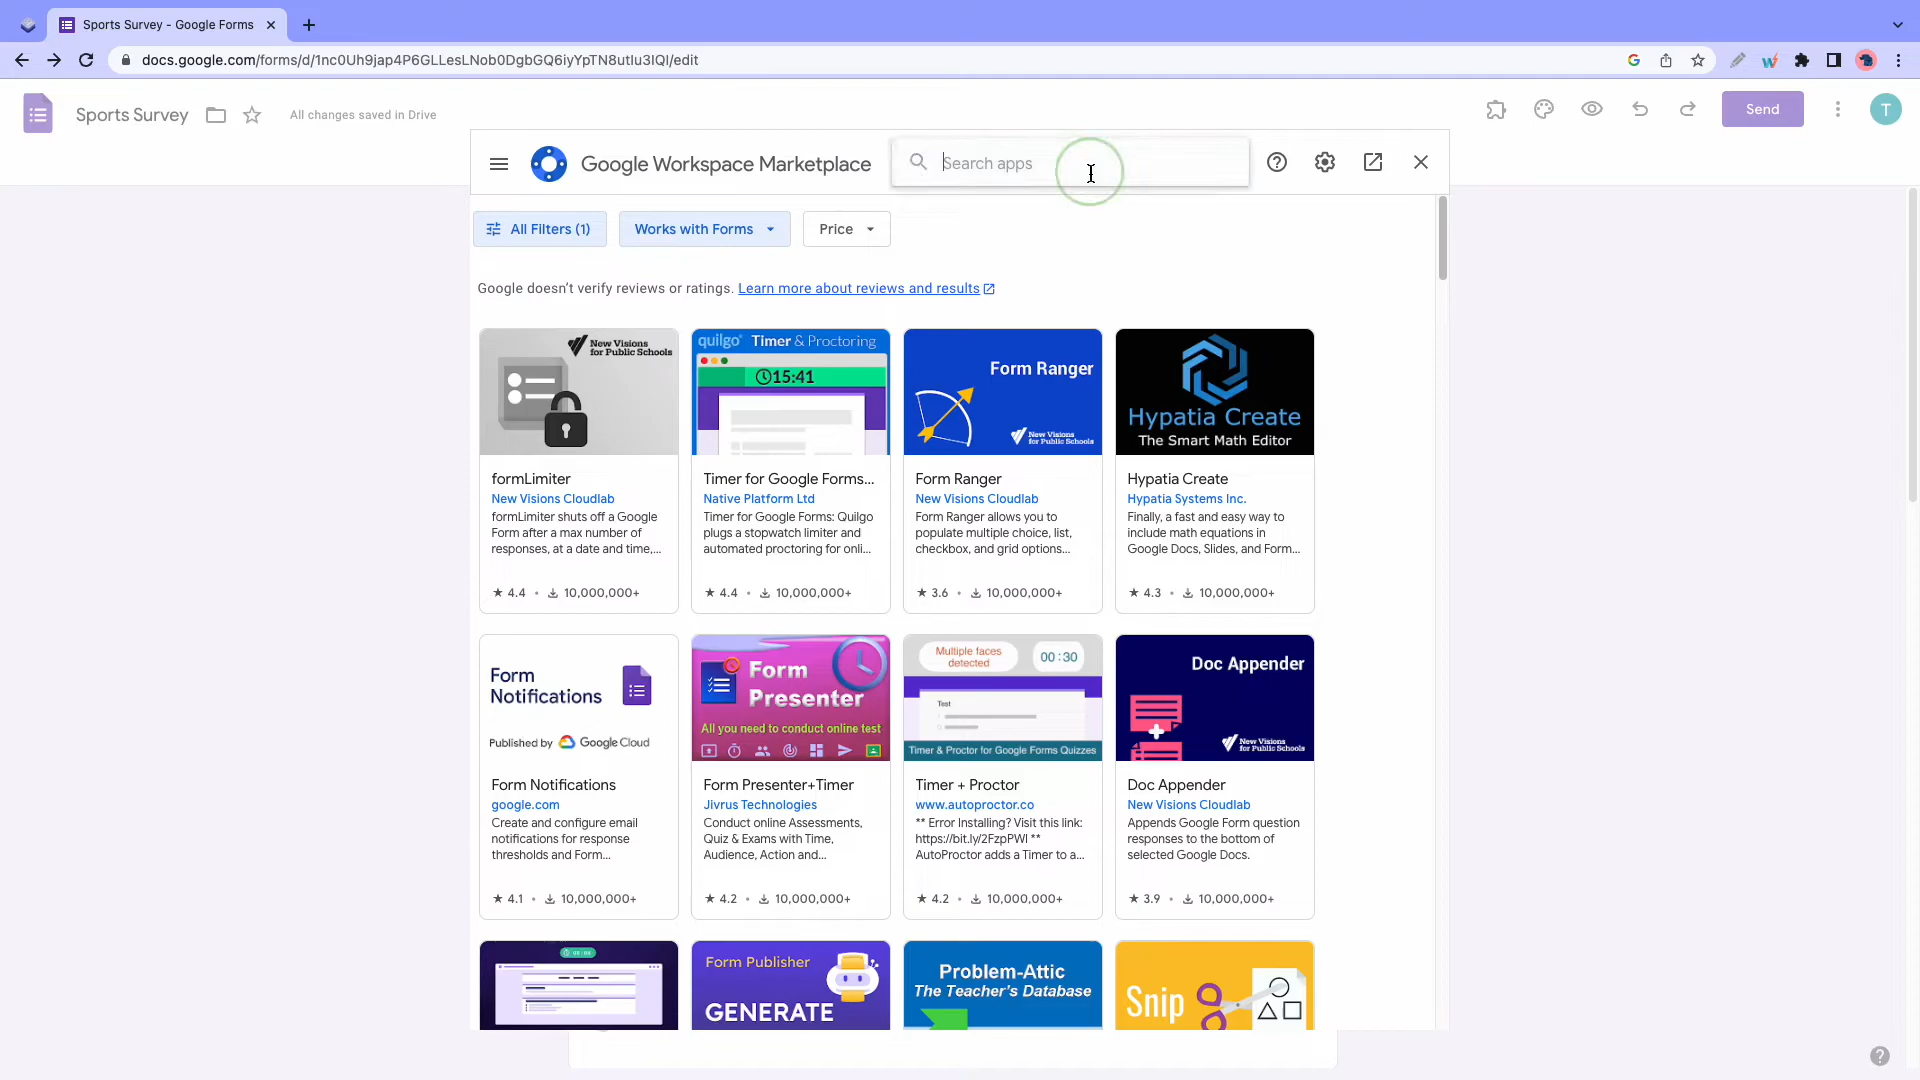 Sports Survey - Google Forms
docs.google.com/forms/d/1nc0Uh9jap4P6GLLesLNob0DgbGQ6iyYpTN8utlu3IQI/edit
Sports Survey
All changes saved in Drive
Send
T
Google Workspace Marketplace
Search apps
All Filters (1)
Works with Forms
Price
Google doesn't verify reviews or ratings. Learn more about reviews and results
New Visions
for Public Schools
formLimiter
New Visions Cloudlab
formLimiter shuts off a Google
Form after a max number of
responses, at a date and time,...
4.4 • 10,000,000+
quilgo Timer & Proctoring
15:41
Timer for Google Forms...
Native Platform Ltd
Timer for Google Forms: Quilgo
plugs a stopwatch limiter and
automated proctoring for onli...
4.4 • 10,000,000+
Form Ranger
New Visions
for Public Schools
Form Ranger
New Visions Cloudlab
Form Ranger allows you to
populate multiple choice, list,
checkbox, and grid options...
3.6 • 10,000,000+
Hypatia Create
The Smart Math Editor
Hypatia Create
Hypatia Systems Inc.
Finally, a fast and easy way to
include math equations in
Google Docs, Slides, and Form...
4.3 • 10,000,000+
Form
Notifications
Published by Google Cloud
Form Notifications
google.com
Create and configure email
notifications for response
thresholds and Form...
4.1 • 10,000,000+
Form
Presenter
All you need to conduct online test
Form Presenter+Timer
Jivrus Technologies
Conduct online Assessments,
Quiz & Exams with Time,
Audience, Action and...
4.2 • 10,000,000+
Multiple faces
detected
00:30
Test
Timer & Proctor for Google Forms Quizzes
Timer + Proctor
www.autoproctor.co
** Error Installing? Visit this link:
https://bit.ly/2FzpPWI **
AutoProctor adds a Timer to a...
4.2 • 10,000,000+
Doc Appender
New Visions
for Public Schools
Doc Appender
New Visions Cloudlab
Appends Google Form question
responses to the bottom of
selected Google Docs.
3.9 • 10,000,000+
Form Publisher
GENERATE
Problem-Attic
The Teacher's Database
Snip